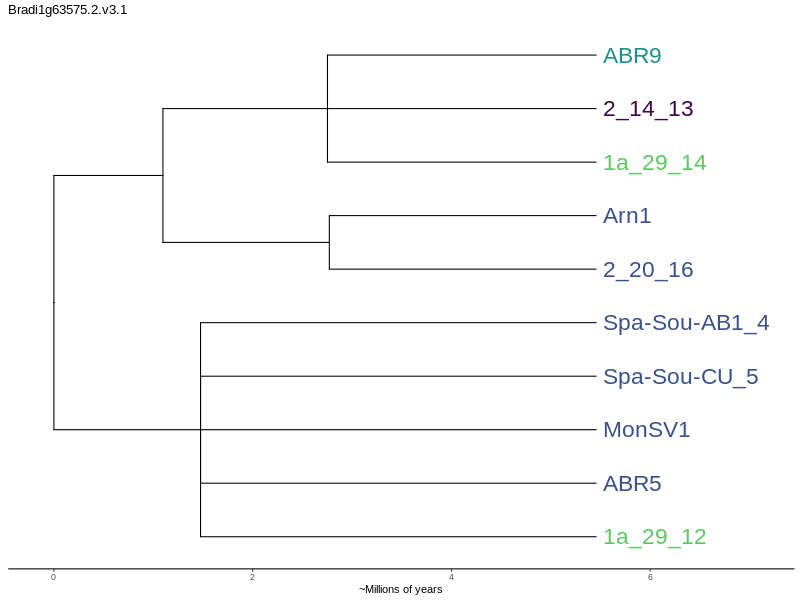 Bradi1g63575.2.v3.1
ABR9
2_14_13
1a_29_14
Arn1
2_20_16
Spa-Sou-AB1_4
Spa-Sou-CU_5
MonSV1
ABR5
1a_29_12
0 2 4 6
~Millions of years